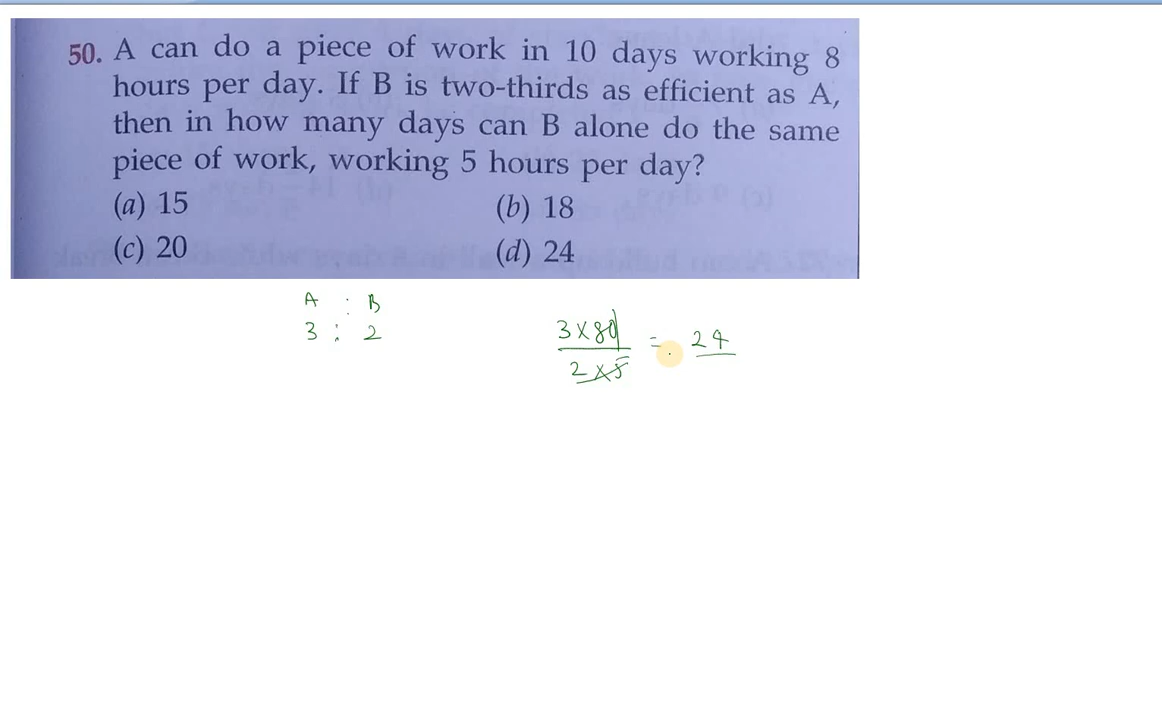 50. A can do a piece of work in 10 days working 8
hours per day. If B is two-thirds as efficient as A,
then in how many days can B alone do the same
piece of work, working 5 hours per day?
(a) 15 (b) 18
(c) 20 (d) 24
A : B
3 : 2
3 x 80
2 x 5
= 24